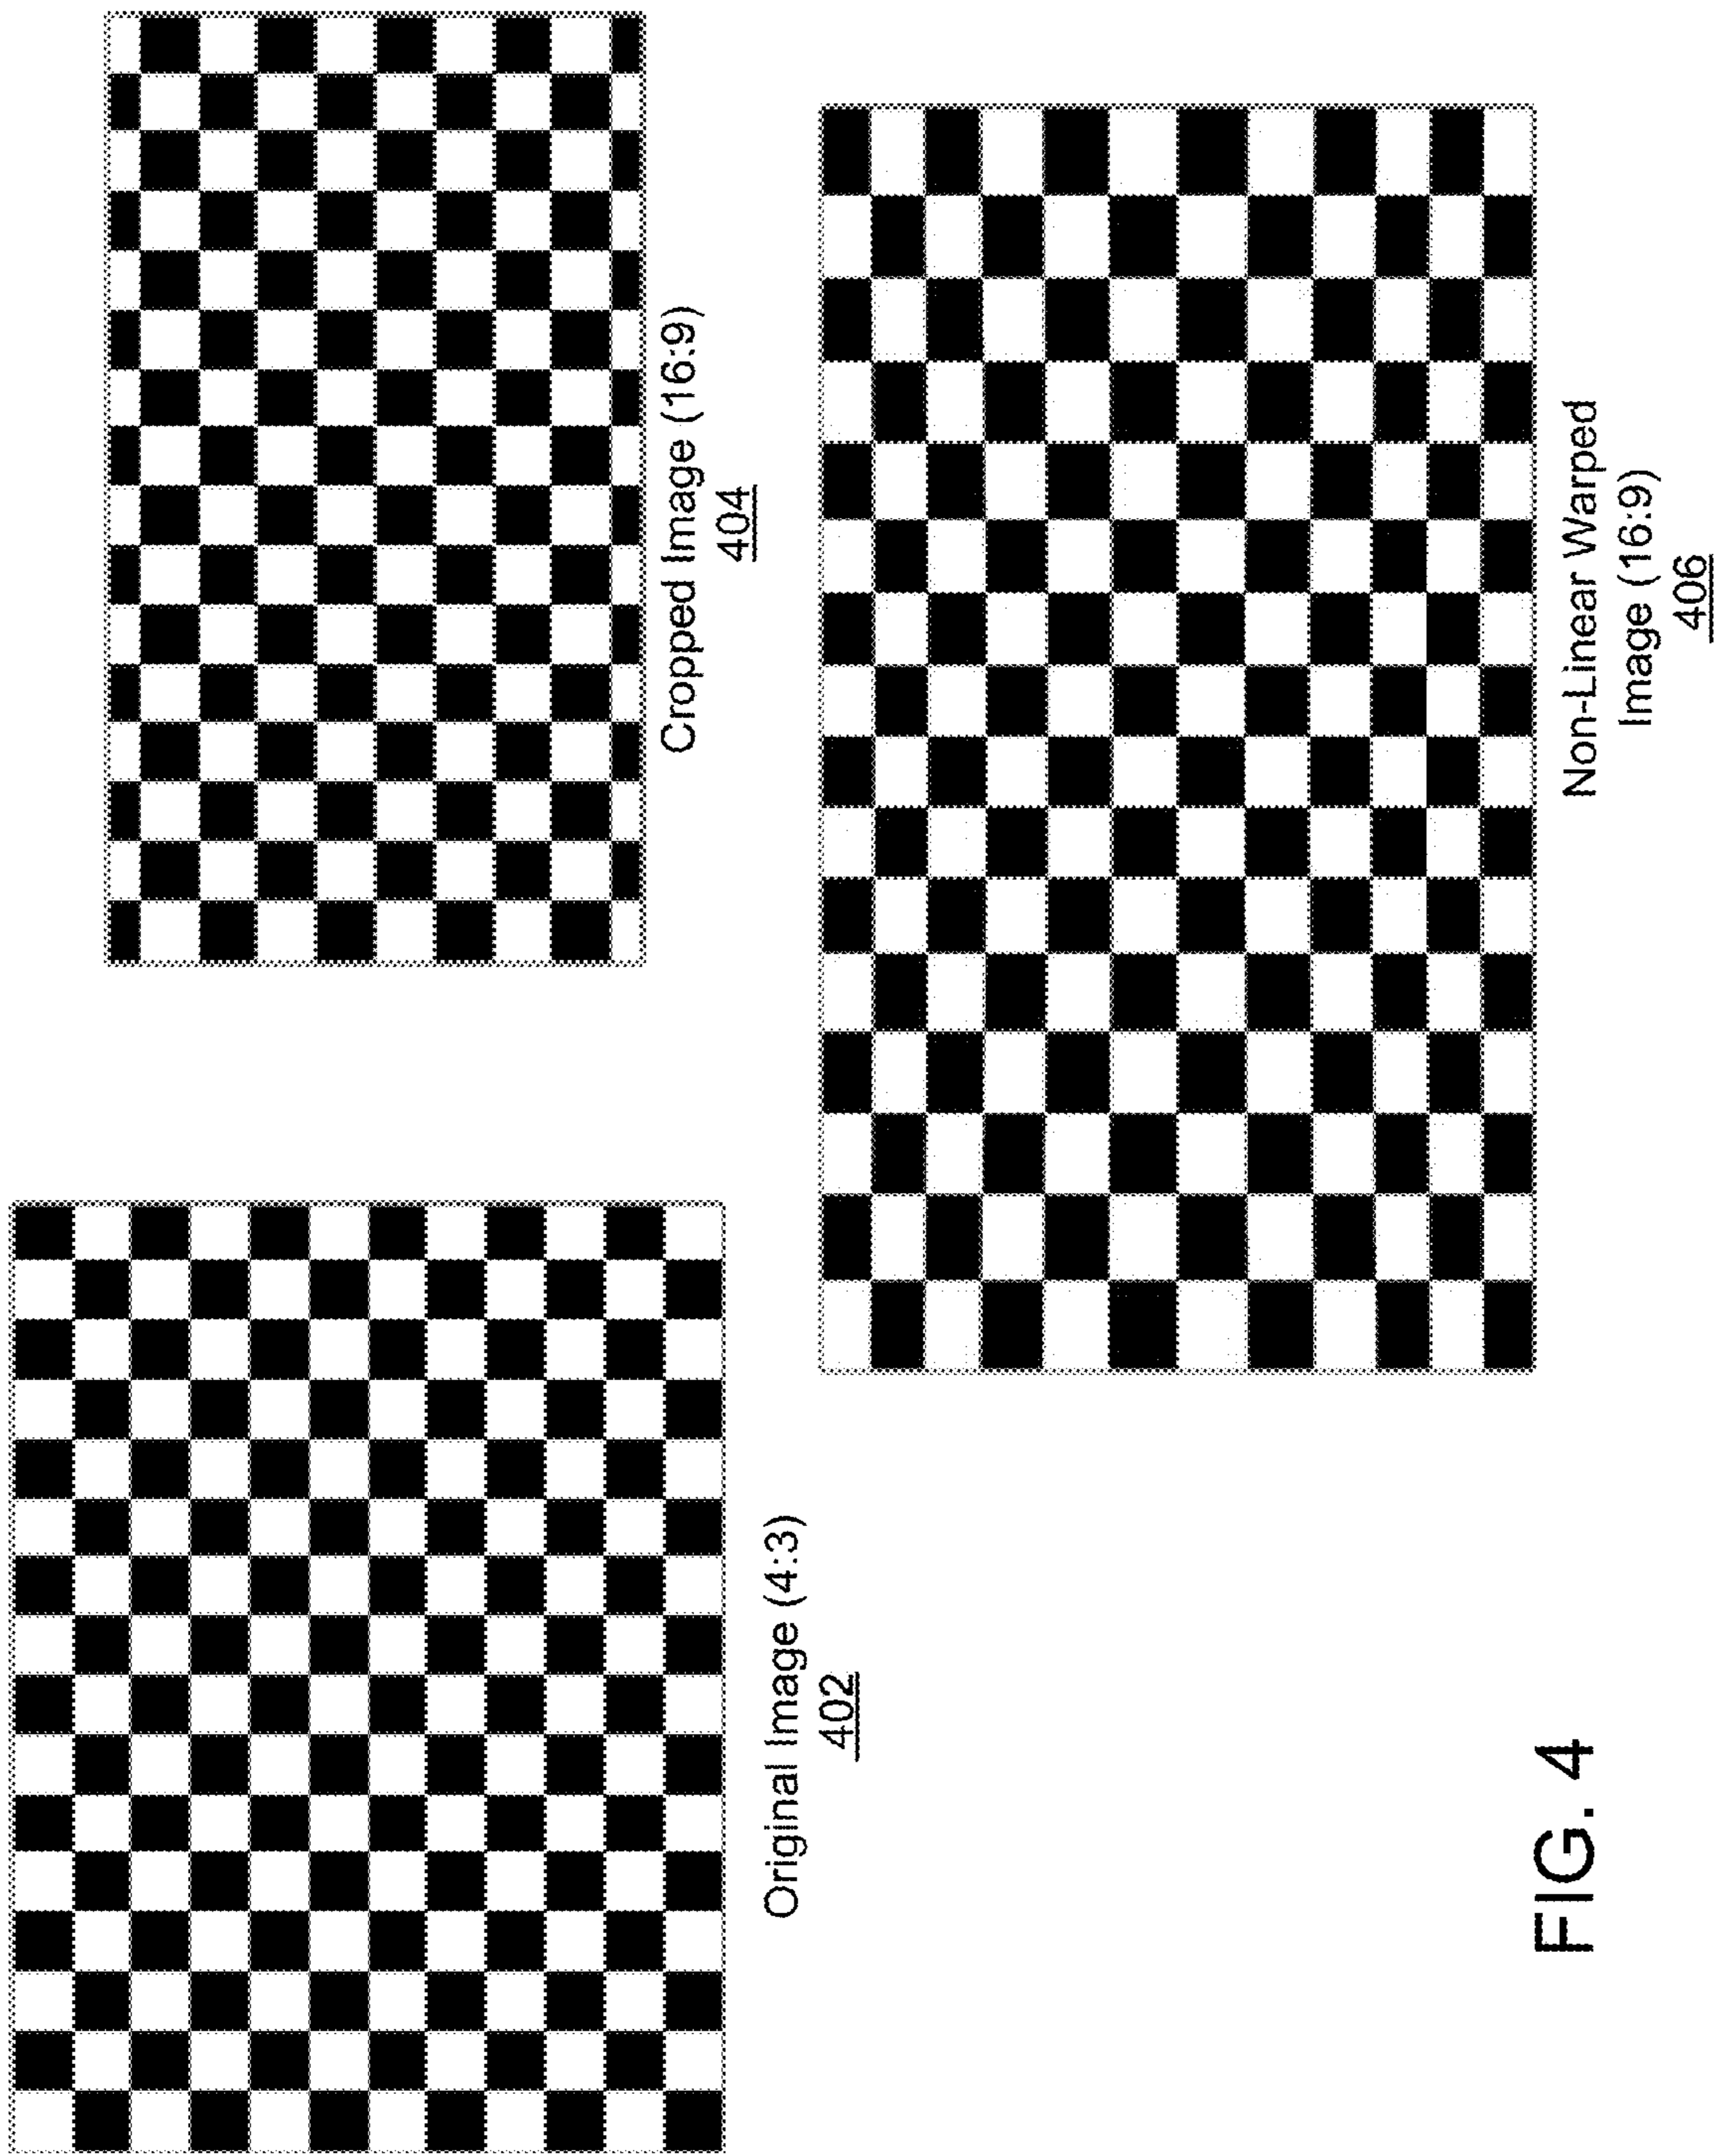 Original Image (4:3)
402
Cropped Image (16:9)
404
Non-Linear Warped
Image (16:9)
406
FIG. 4